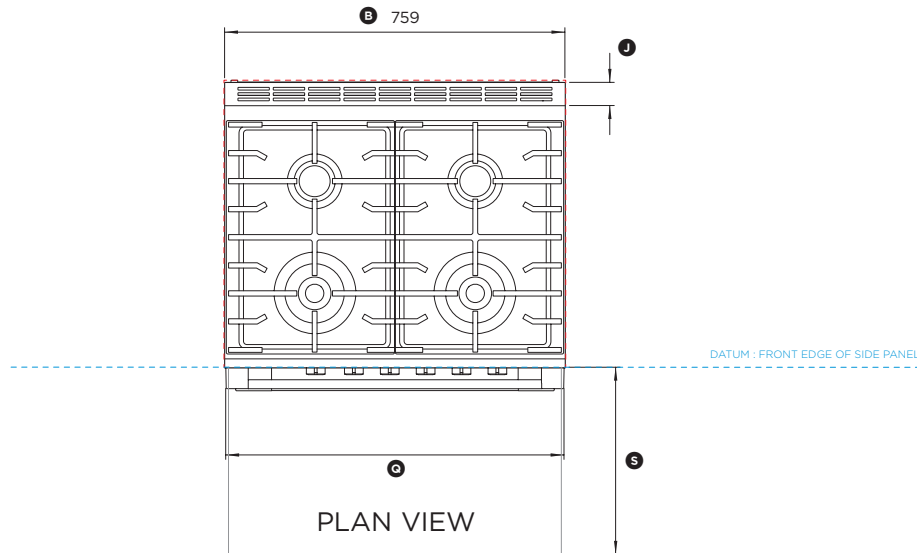 B 759
J
DATUM : FRONT EDGE OF SIDE PANEL
Q
S
PLAN VIEW